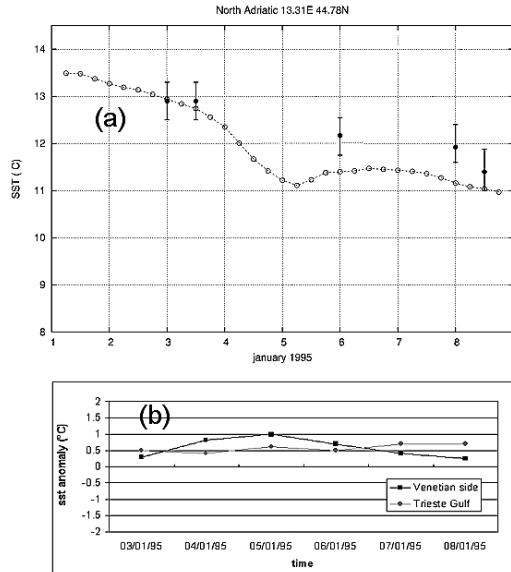 North Adriatic 13.31E 44.78N
14
13
12
11
10
9
8
SST ( C)
(a)
1 2 3 4 5 6 7 8
january 1995
(b)
2
1.5
1
0.5
0
-0.5
-1
-1.5
-2
sst anomaly (°C)
Venetian side
Trieste Gulf
03/01/95 04/01/95 05/01/95 06/01/95 07/01/95 08/01/95
time